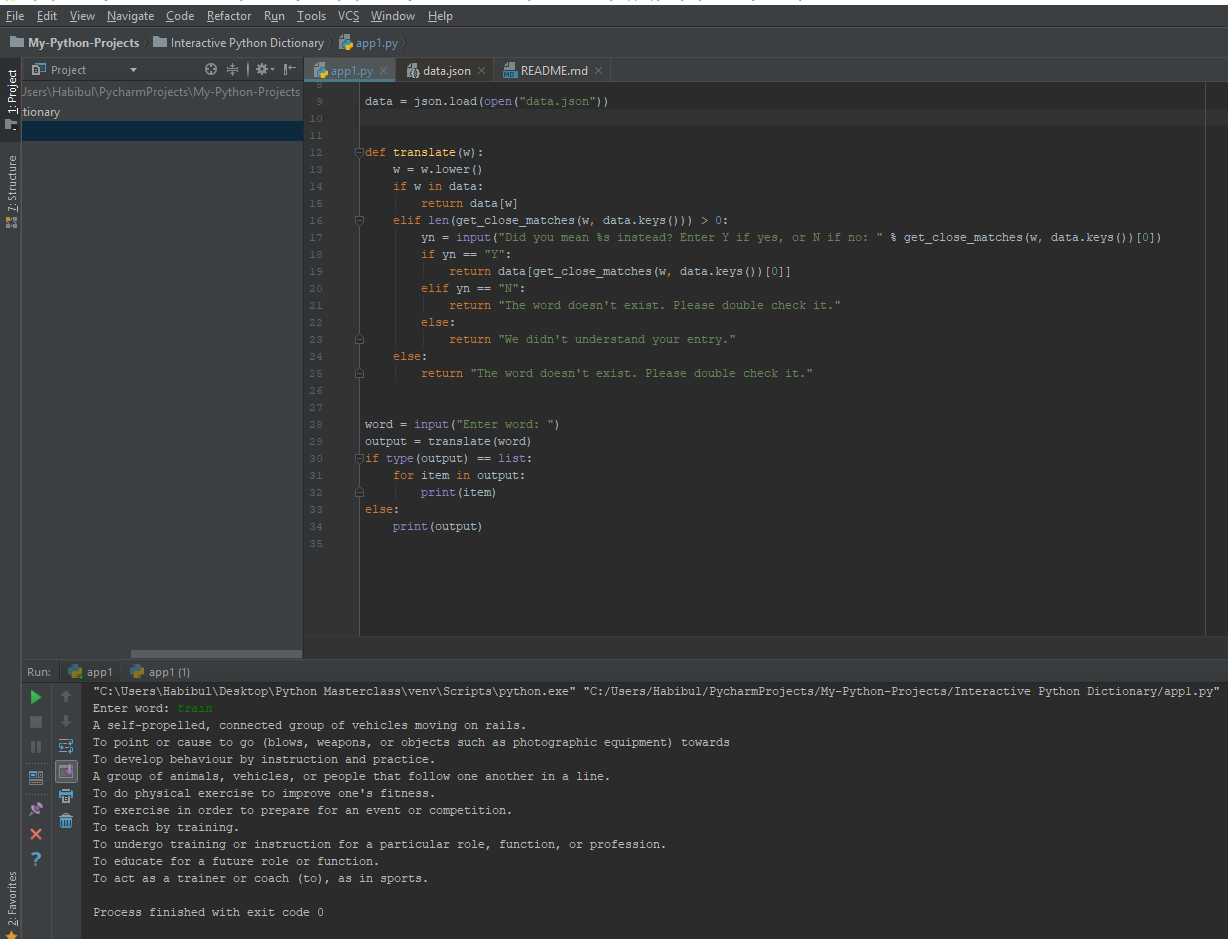 File Edit View Navigate Code Refactor Run Tools VCS Window Help
My-Python-Projects Interactive Python Dictionary app1.py
1: Project
Project
app1.py data.json README.md
Jsers\Habibul\PycharmProjects\My-Python-Projects
tionary
7: Structure
8
9 data = json.load(open("data.json"))
10
11
12 def translate(w):
13 w = w.lower()
14 if w in data:
15 return data[w]
16 elif len(get_close_matches(w, data.keys())) > 0:
17 yn = input("Did you mean %s instead? Enter Y if yes, or N if no: " % get_close_matches(w, data.keys())[0])
18 if yn == "Y":
19 return data[get_close_matches(w, data.keys())[0]]
20 elif yn == "N":
21 return "The word doesn't exist. Please double check it."
22 else:
23 return "We didn't understand your entry."
24 else:
25 return "The word doesn't exist. Please double check it."
26
27
28 word = input("Enter word: ")
29 output = translate(word)
30 if type(output) == list:
31 for item in output:
32 print(item)
33 else:
34 print(output)
35
Run: app1 app1 (1)
"C:\Users\Habibul\Desktop\Python Masterclass\venv\Scripts\python.exe" "C:/Users/Habibul/PycharmProjects/My-Python-Projects/Interactive Python Dictionary/app1.py"
Enter word: train
A self-propelled, connected group of vehicles moving on rails.
To point or cause to go (blows, weapons, or objects such as photographic equipment) towards
To develop behaviour by instruction and practice.
A group of animals, vehicles, or people that follow one another in a line.
To do physical exercise to improve one's fitness.
To exercise in order to prepare for an event or competition.
To teach by training.
To undergo training or instruction for a particular role, function, or profession.
To educate for a future role or function.
To act as a trainer or coach (to), as in sports.
Process finished with exit code 0
2: Favorites